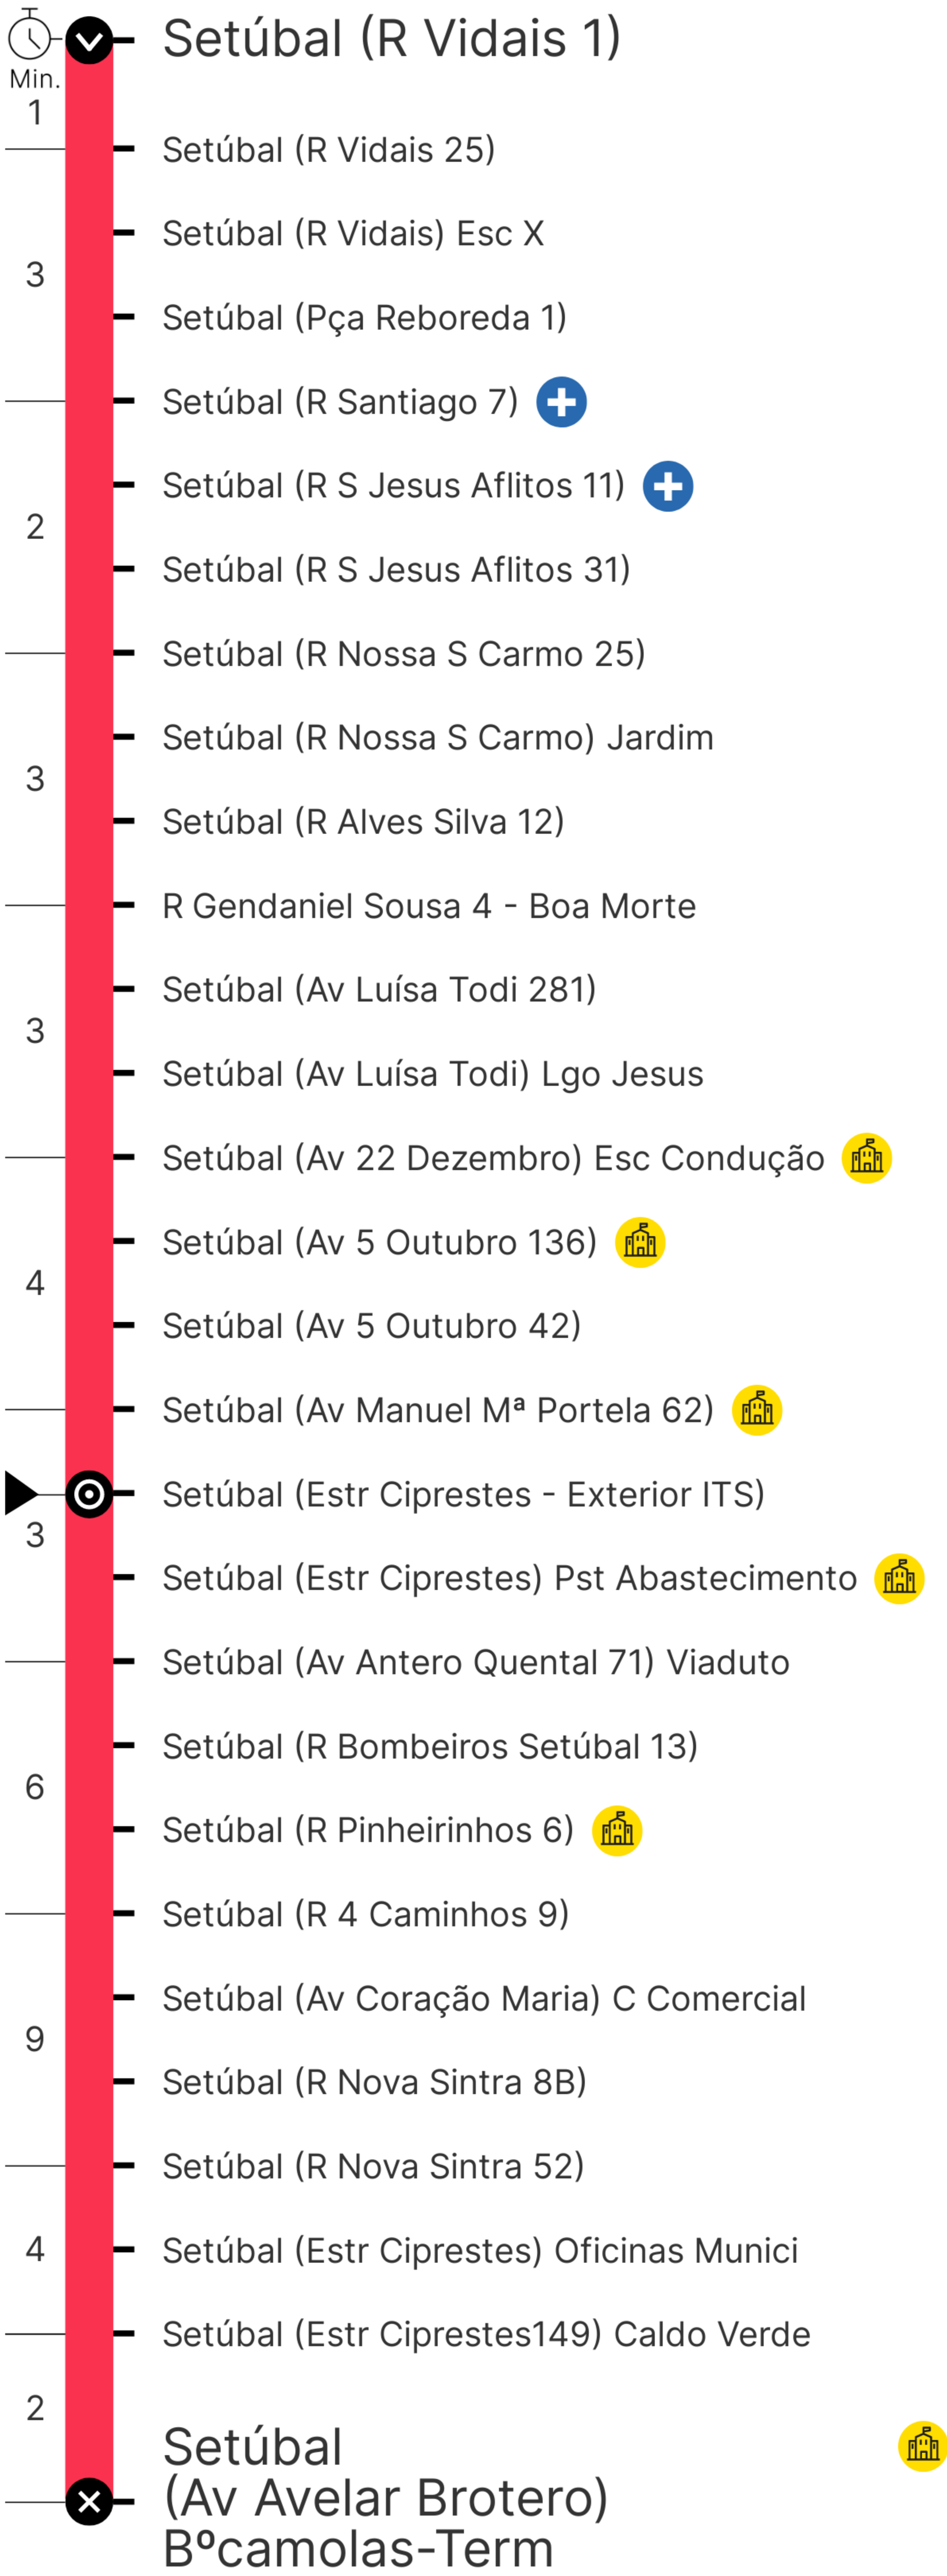 Setúbal (R Vidais 1)
Min.
1
Setúbal (R Vidais 25)
Setúbal (R Vidais) Esc X
3
Setúbal (Pça Reboreda 1)
Setúbal (R Santiago 7)
Setúbal (R S Jesus Aflitos 11)
2
Setúbal (R S Jesus Aflitos 31)
Setúbal (R Nossa S Carmo 25)
Setúbal (R Nossa S Carmo) Jardim
3
Setúbal (R Alves Silva 12)
R Gendaniel Sousa 4 - Boa Morte
Setúbal (Av Luísa Todi 281)
3
Setúbal (Av Luísa Todi) Lgo Jesus
Setúbal (Av 22 Dezembro) Esc Condução
Setúbal (Av 5 Outubro 136)
4
Setúbal (Av 5 Outubro 42)
Setúbal (Av Manuel Mª Portela 62)
Setúbal (Estr Ciprestes - Exterior ITS)
3
Setúbal (Estr Ciprestes) Pst Abastecimento
Setúbal (Av Antero Quental 71) Viaduto
Setúbal (R Bombeiros Setúbal 13)
6
Setúbal (R Pinheirinhos 6)
Setúbal (R 4 Caminhos 9)
Setúbal (Av Coração Maria) C Comercial
9
Setúbal (R Nova Sintra 8B)
Setúbal (R Nova Sintra 52)
4
Setúbal (Estr Ciprestes) Oficinas Munici
Setúbal (Estr Ciprestes149) Caldo Verde
2
Setúbal
(Av Avelar Brotero)
Bºcamolas-Term